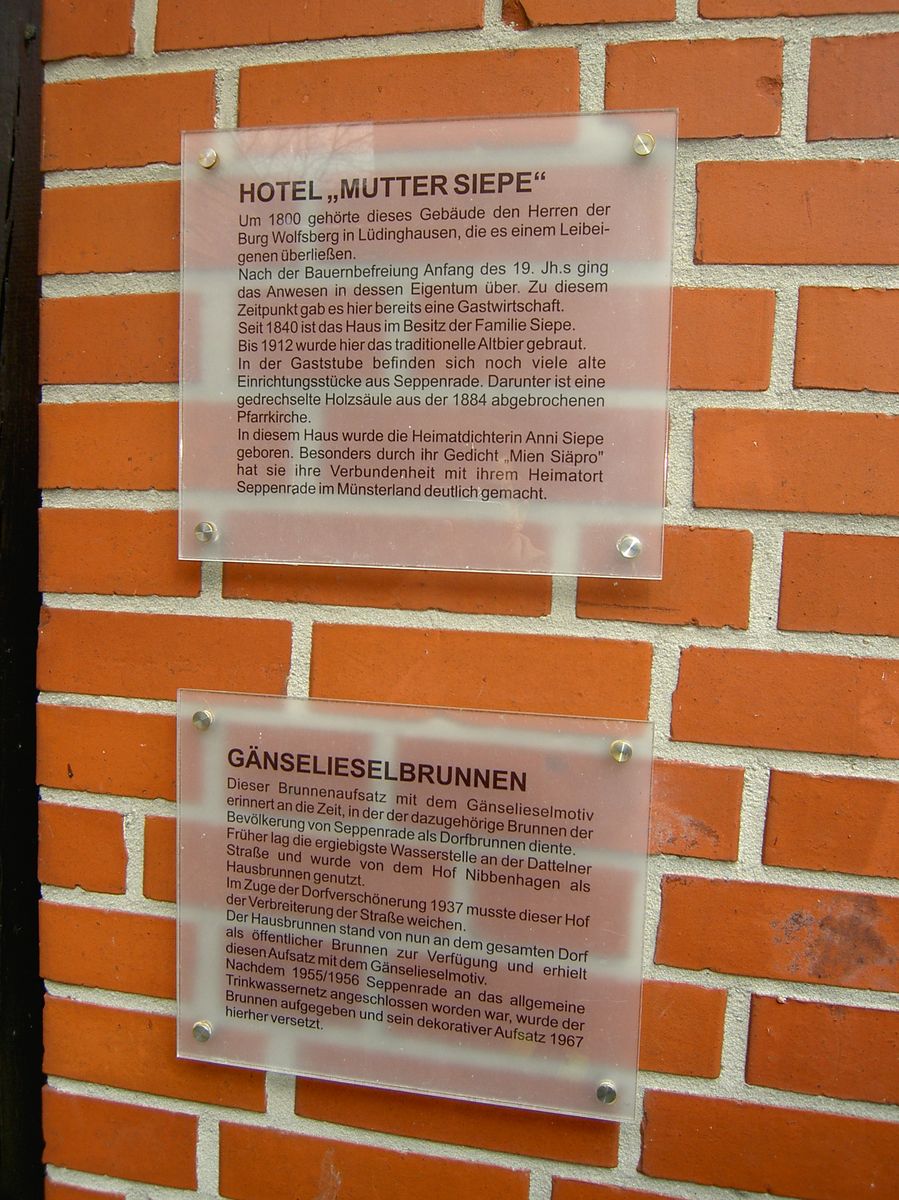 HOTEL „MUTTER SIEPE“
Um 1800 gehörte dieses Gebäude den Herren der
Burg Wolfsberg in Lüdinghausen, die es einem Leibei-
genen überließen.
Nach der Bauernbefreiung Anfang des 19. Jh.s ging
das Anwesen in dessen Eigentum über. Zu diesem
Zeitpunkt gab es hier bereits eine Gastwirtschaft.
Seit 1840 ist das Haus im Besitz der Familie Siepe.
Bis 1912 wurde hier das traditionelle Altbier gebraut.
In der Gaststube befinden sich noch viele alte
Einrichtungsstücke aus Seppenrade. Darunter ist eine
gedrechselte Holzsäule aus der 1884 abgebrochenen
Pfarrkirche.
In diesem Haus wurde die Heimatdichterin Anni Siepe
geboren. Besonders durch ihr Gedicht „Mien Siäpro"
hat sie ihre Verbundenheit mit ihrem Heimatort
Seppenrade im Münsterland deutlich gemacht.
GÄNSELIESELBRUNNEN
Dieser Brunnenaufsatz mit dem Gänselieselmotiv
erinnert an die Zeit, in der der dazugehörige Brunnen der
Bevölkerung von Seppenrade als Dorfbrunnen diente.
Früher lag die ergiebigste Wasserstelle an der Dattelner
Straße und wurde von dem Hof Nibbenhagen als
Hausbrunnen genutzt.
Im Zuge der Dorfverschönerung 1937 musste dieser Hof
der Verbreiterung der Straße weichen.
Der Hausbrunnen stand von nun an dem gesamten Dorf
als öffentlicher Brunnen zur Verfügung und erhielt
diesen Aufsatz mit dem Gänselieselmotiv.
Nachdem 1955/1956 Seppenrade an das allgemeine
Trinkwassernetz angeschlossen worden war, wurde der
Brunnen aufgegeben und sein dekorativer Aufsatz 1967
hierher versetzt.